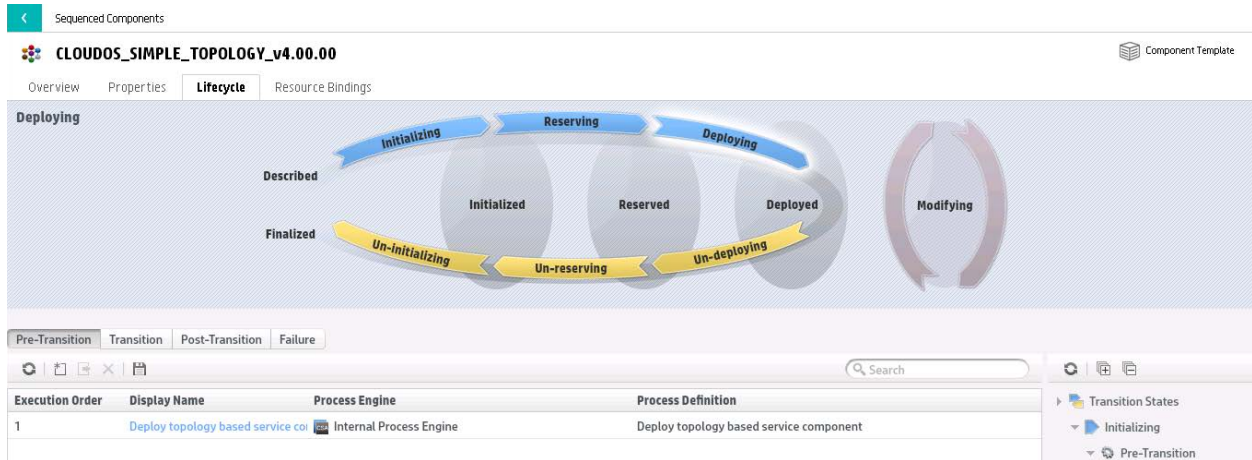 Sequenced Components
CLOUDOS_SIMPLE_TOPOLOGY_v4.00.00
Component Template
Overview Properties Lifecycle Resource Bindings
Deploying
Initializing Reserving Deploying
Described
Initialized Reserved Deployed Modifying
Finalized
Un-initializing Un-reserving Un-deploying
Pre-Transition Transition Post-Transition Failure
Search
Execution Order Display Name Process Engine Process Definition
Transition States
1 Deploy topology based service co CSA Internal Process Engine Deploy topology based service component
Initializing
Pre-Transition